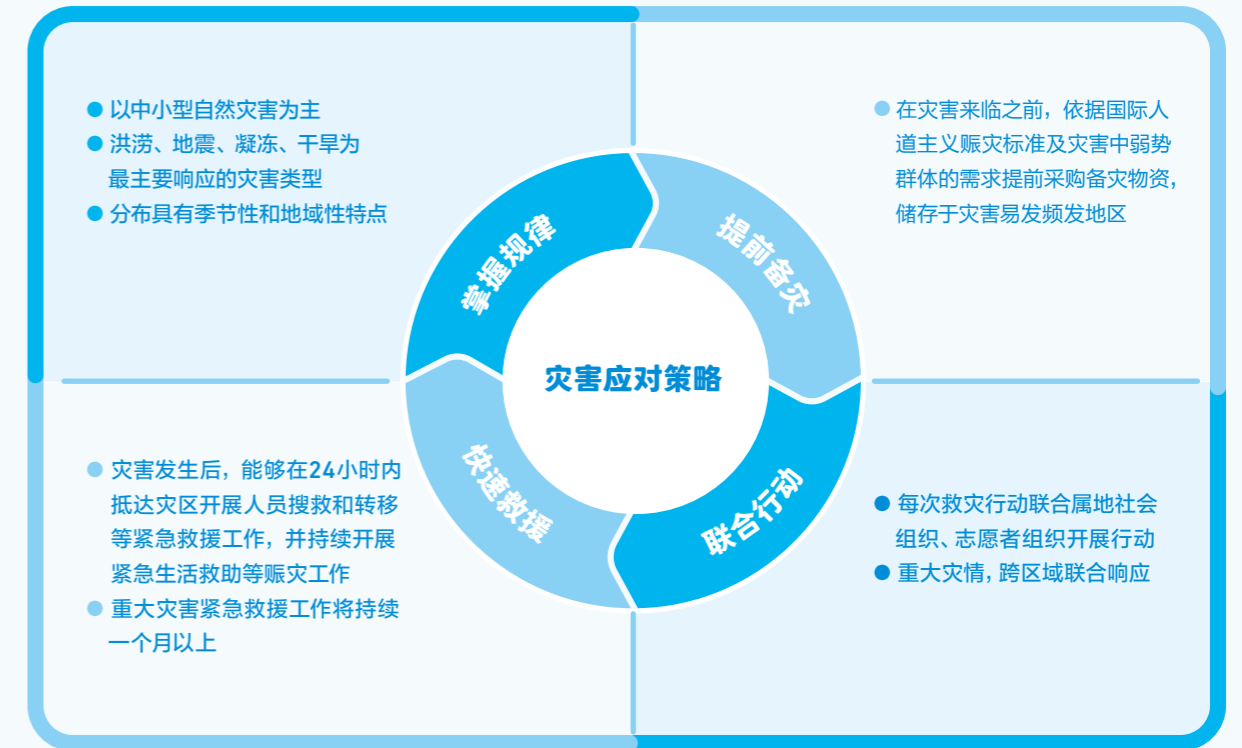 以中小型自然灾害为主
洪涝、地震、凝冻、干旱为
最主要响应的灾害类型
分布具有季节性和地域性特点
在灾害来临之前，依据国际人
道主义赈灾标准及灾害中弱势
群体的需求提前采购备灾物资，
储存于灾害易发频发地区
掌握规律
提前备灾
灾害应对策略
快速救援
联合行动
灾害发生后，能够在24小时内
抵达灾区开展人员搜救和转移
等紧急救援工作，并持续开展
紧急生活救助等赈灾工作
重大灾害紧急救援工作将持续
一个月以上
每次救灾行动联合属地社会
组织、志愿者组织开展行动
重大灾情，跨区域联合响应